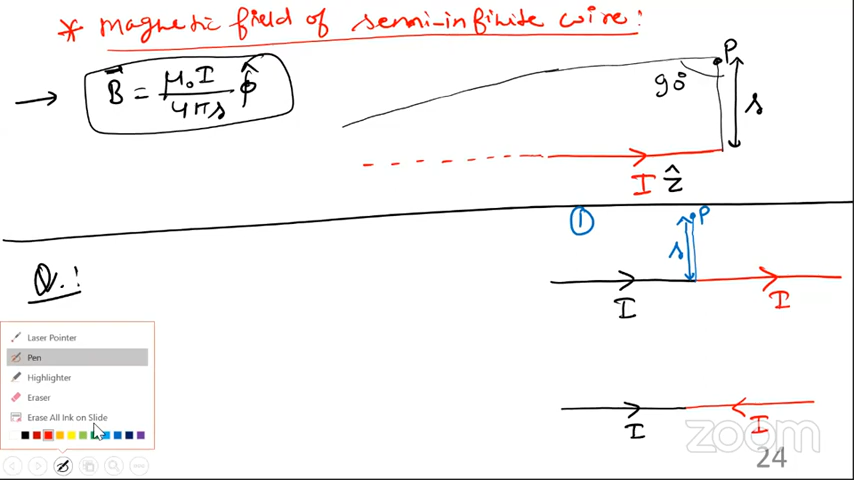 * Magnetic field of semi-infinite wire:
→ B⃗ = μ₀I / 4πs φ̂
P
90°
s
I ẑ
①
P
s
Q.:
I
I
Laser Pointer
Pen
Highlighter
Eraser
Erase All Ink on Slide
I
I
zoom
24